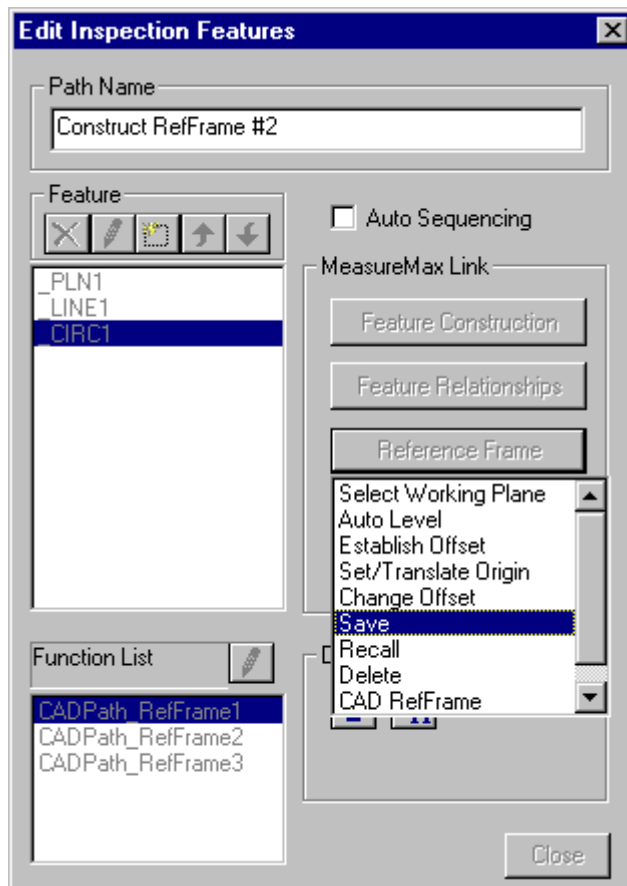 Edit Inspection Features
Path Name
Construct RefFrame #2
Feature
Auto Sequencing
_PLN1
_LINE1
_CIRC1
MeasureMax Link
Feature Construction
Feature Relationships
Reference Frame
Select Working Plane
Auto Level
Establish Offset
Set/Translate Origin
Change Offset
Save
Recall
Delete
CAD RefFrame
Function List
CADPath_RefFrame1
CADPath_RefFrame2
CADPath_RefFrame3
Close